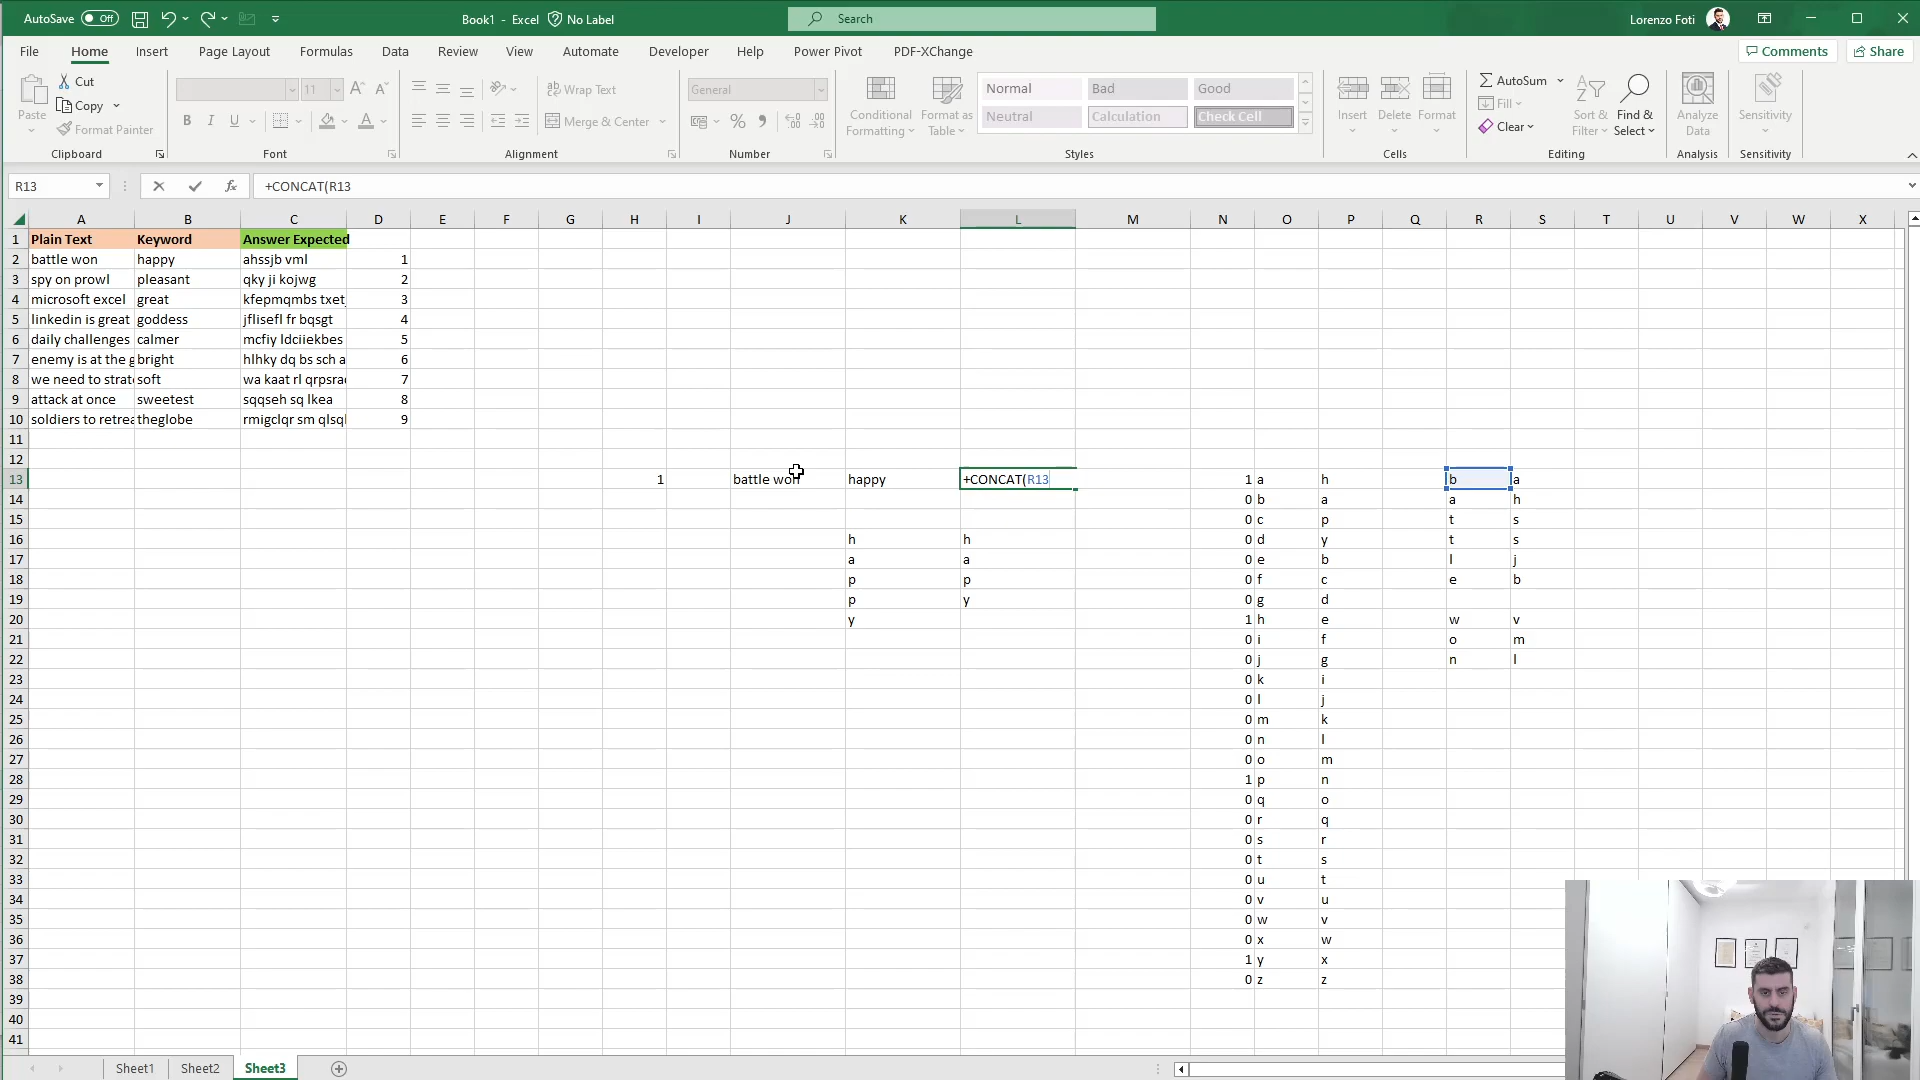 AutoSave Off
Book1 - Excel No Label
Search
Lorenzo Foti
File Home Insert Page Layout Formulas Data Review View Automate Developer Help Power Pivot PDF-XChange
Comments Share
Paste
Cut
Copy
Format Painter
Clipboard
11
B I U
Font
Wrap Text
Merge & Center
Alignment
General
Number
Conditional Formatting
Format as Table
Normal Bad Good
Neutral Calculation Check Cell
Styles
Insert Delete Format
Cells
AutoSum
Fill
Clear
Sort & Filter
Find & Select
Editing
Analyze Data
Analysis
Sensitivity
Sensitivity
R13 fx +CONCAT(R13
A B C D E F G H I J K L M N O P Q R S T U V W X
1 Plain Text Keyword Answer Expected
2 battle won happy ahssjb vml 1
3 spy on prowl pleasant qky ji kojwg 2
4 microsoft excel great kfepmqmbs txet 3
5 linkedin is great goddess jflisefl fr bqsgt 4
6 daily challenges calmer mcfiy ldciiekbes 5
7 enemy is at the g bright hlhky dq bs sch a 6
8 we need to strat soft wa kaat rl qrpsra 7
9 attack at once sweetest sqqseh sq lkea 8
10 soldiers to retrea theglobe rmigclqr sm qlsql 9
11
12
13 1 battle won happy +CONCAT(R13 1 a h b a
14 0 b a a h
15 0 c p t s
16 h h 0 d y t s
17 a a 0 e b l j
18 p p 0 f c e b
19 p y 0 g d
20 y 1 h e w v
21 0 i f o m
22 0 j g n l
23 0 k i
24 0 l j
25 0 m k
26 0 n l
27 0 o m
28 1 p n
29 0 q o
30 0 r q
31 0 s r
32 0 t s
33 0 u t
34 0 v u
35 0 w v
36 0 x w
37 1 y x
38 0 z z
39
40
41
Sheet1 Sheet2 Sheet3